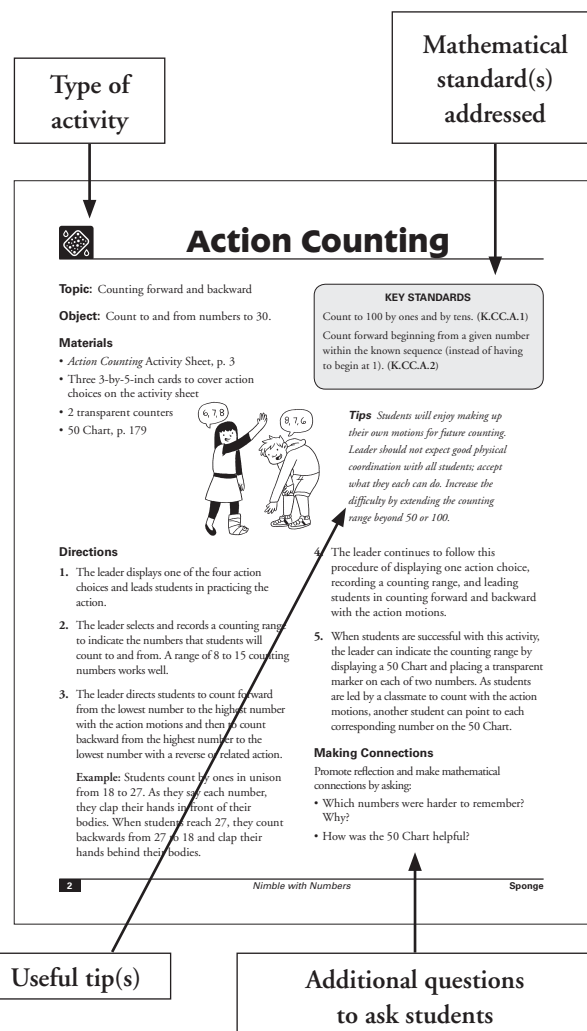 Type of
activity
Mathematical
standard(s)
addressed
Action Counting
Topic: Counting forward and backward
Object: Count to and from numbers to 30.
Materials
• Action Counting Activity Sheet, p. 3
• Three 3-by-5-inch cards to cover action
choices on the activity sheet
• 2 transparent counters
• 50 Chart, p. 179
6, 7, 8
8, 7, 6
KEY STANDARDS
Count to 100 by ones and by tens. (K.CC.A.1)
Count forward beginning from a given number
within the known sequence (instead of having
to begin at 1). (K.CC.A.2)
Tips Students will enjoy making up
their own motions for future counting.
Leader should not expect good physical
coordination with all students; accept
what they each can do. Increase the
difficulty by extending the counting
range beyond 50 or 100.
Directions
1. The leader displays one of the four action
choices and leads students in practicing the
action.
2. The leader selects and records a counting range
to indicate the numbers that students will
count to and from. A range of 8 to 15 counting
numbers works well.
3. The leader directs students to count forward
from the lowest number to the highest number
with the action motions and then to count
backward from the highest number to the
lowest number with a reverse or related action.
Example: Students count by ones in unison
from 18 to 27. As they say each number,
they clap their hands in front of their
bodies. When students reach 27, they count
backwards from 27 to 18 and clap their
hands behind their bodies.
4. The leader continues to follow this
procedure of displaying one action choice,
recording a counting range, and leading
students in counting forward and backward
with the action motions.
5. When students are successful with this activity,
the leader can indicate the counting range by
displaying a 50 Chart and placing a transparent
marker on each of two numbers. As students
are led by a classmate to count with the action
motions, another student can point to each
corresponding number on the 50 Chart.
Making Connections
Promote reflection and make mathematical
connections by asking:
• Which numbers were harder to remember?
Why?
• How was the 50 Chart helpful?
2 Nimble with Numbers Sponge
Useful tip(s)
Additional questions
to ask students